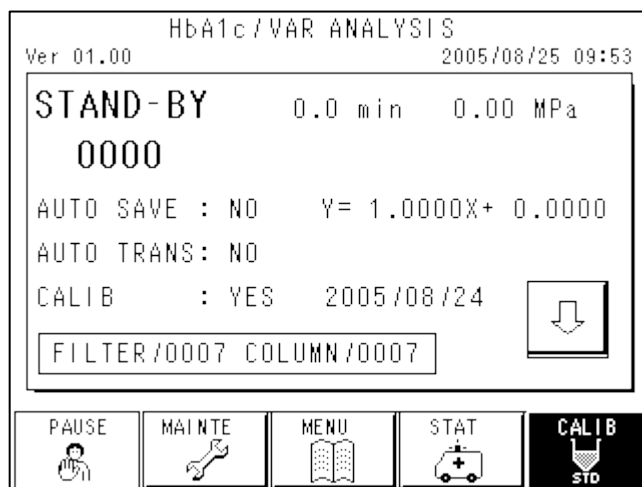 HbA1c/VAR ANALYSIS
Ver 01.00 2005/08/25 09:53
STAND-BY 0.0 min 0.00 MPa
0000
AUTO SAVE : NO Y= 1.0000X+ 0.0000
AUTO TRANS: NO
CALIB : YES 2005/08/24
FILTER/0007 COLUMN/0007
PAUSE MAINTE MENU STAT CALIB
STD